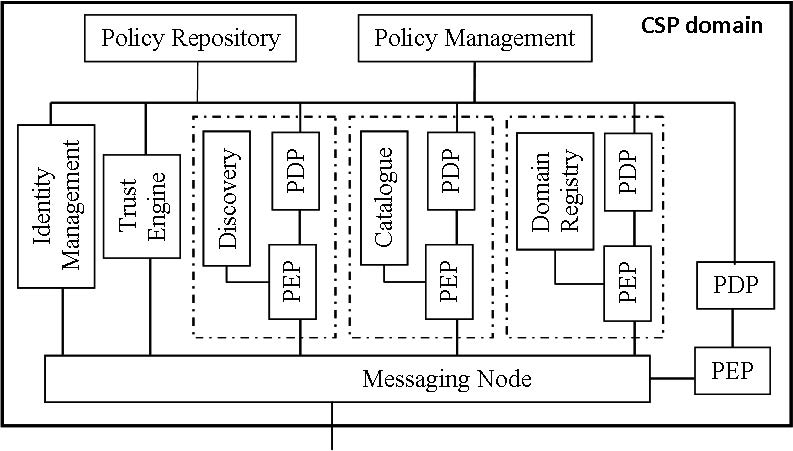 CSP domain
Policy Repository
Policy Management
Identity
Management
Trust
Engine
Discovery
PDP
PEP
Catalogue
PDP
PEP
Domain
Registry
PDP
PEP
PDP
PEP
Messaging Node